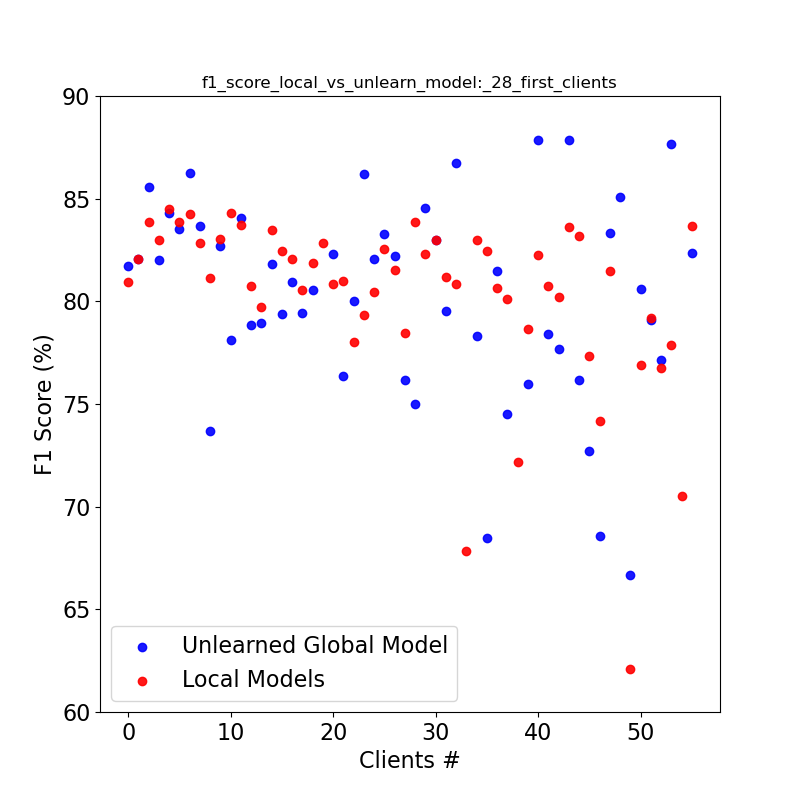 f1_score_local_vs_unlearn_model:_28_first_clients
90
85
80
75
70
65
60
F1 Score (%)
Unlearned Global Model
Local Models
0 10 20 30 40 50
Clients #